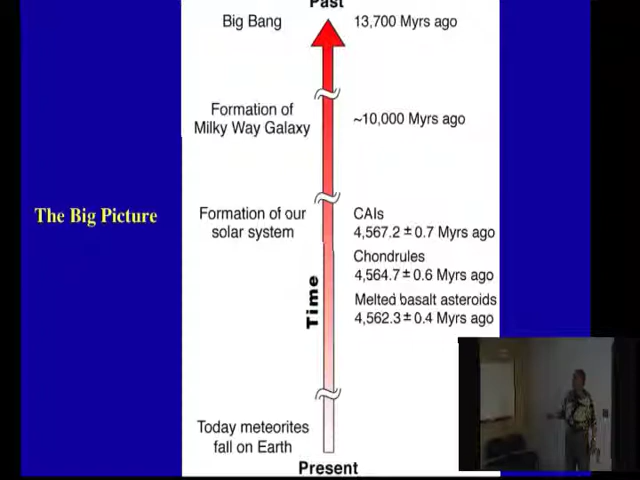 Past
Big Bang
13,700 Myrs ago
Formation of
Milky Way Galaxy
~10,000 Myrs ago
The Big Picture
Formation of our
solar system
CAIs
4,567.2 ± 0.7 Myrs ago
Chondrules
4,564.7 ± 0.6 Myrs ago
Melted basalt asteroids
4,562.3 ± 0.4 Myrs ago
Time
Today meteorites
fall on Earth
Present